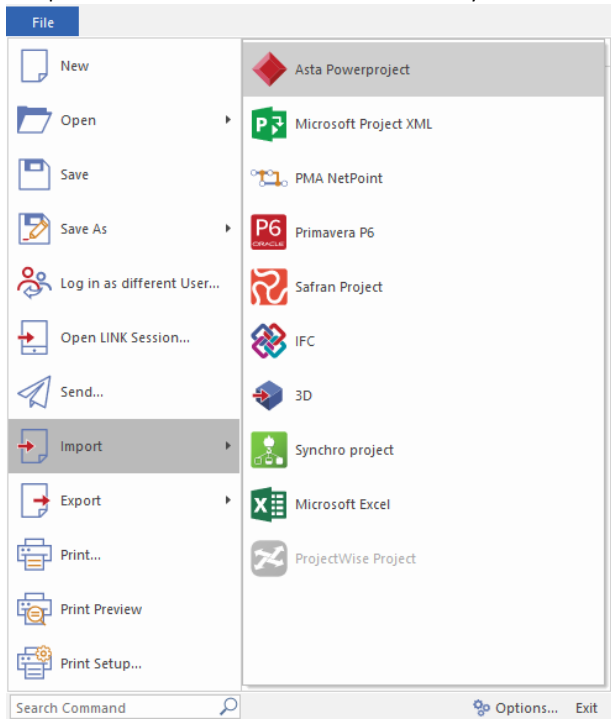 File
New
Open
Save
Save As
Log in as different User...
Open LINK Session...
Send...
Import
Export
Print...
Print Preview
Print Setup...
Asta Powerproject
Microsoft Project XML
PMA NetPoint
P6
ORACLE
Primavera P6
Safran Project
IFC
3D
Synchro project
Microsoft Excel
ProjectWise Project
Search Command
Options... Exit